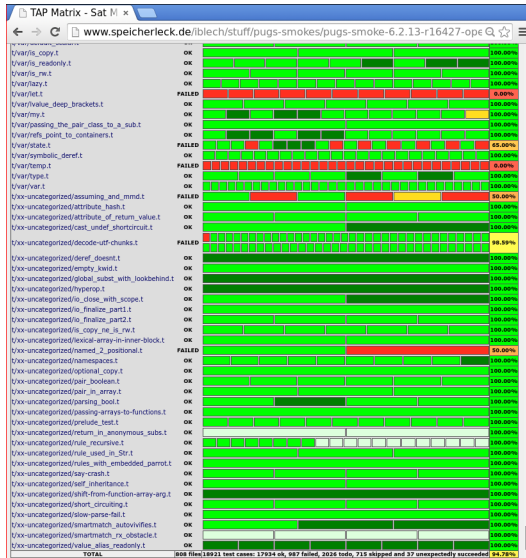 TAP Matrix - Sat M
www.speicherleck.de/iblech/stuff/pugs-smokes/pugs-smoke-6.2.13-r16427-ope
t/var/is_copy.t OK 100.00%
t/var/is_readonly.t OK 100.00%
t/var/is_rw.t OK 100.00%
t/var/lazy.t OK 100.00%
t/var/let.t FAILED 0.00%
t/var/lvalue_deep_brackets.t OK 100.00%
t/var/my.t OK 100.00%
t/var/passing_the_pair_class_to_a_sub.t OK 100.00%
t/var/refs_point_to_containers.t OK 100.00%
t/var/state.t FAILED 65.00%
t/var/symbolic_deref.t OK 100.00%
t/var/temp.t FAILED 0.00%
t/var/type.t OK 100.00%
t/var/var.t OK 100.00%
t/xx-uncategorized/assuming_and_mmd.t FAILED 50.00%
t/xx-uncategorized/attribute_hash.t OK 100.00%
t/xx-uncategorized/attribute_of_return_value.t OK 100.00%
t/xx-uncategorized/cast_undef_shortcircuit.t OK 100.00%
t/xx-uncategorized/decode-utf-chunks.t FAILED 98.59%
t/xx-uncategorized/deref_doesnt.t OK 100.00%
t/xx-uncategorized/empty_kwid.t OK 100.00%
t/xx-uncategorized/global_subst_with_lookbehind.t OK 100.00%
t/xx-uncategorized/hyperop.t OK 100.00%
t/xx-uncategorized/io_close_with_scope.t OK 100.00%
t/xx-uncategorized/io_finalize_part1.t OK 100.00%
t/xx-uncategorized/io_finalize_part2.t OK 100.00%
t/xx-uncategorized/is_copy_ne_is_rw.t OK 100.00%
t/xx-uncategorized/lexical-array-in-inner-block.t OK 100.00%
t/xx-uncategorized/named_2_positional.t FAILED 50.00%
t/xx-uncategorized/namespaces.t OK 100.00%
t/xx-uncategorized/optional_copy.t OK 100.00%
t/xx-uncategorized/pair_boolean.t OK 100.00%
t/xx-uncategorized/pair_in_array.t OK 100.00%
t/xx-uncategorized/parsing_bool.t OK 100.00%
t/xx-uncategorized/passing-arrays-to-functions.t OK 100.00%
t/xx-uncategorized/prelude_test.t OK 100.00%
t/xx-uncategorized/return_in_anonymous_subs.t OK 100.00%
t/xx-uncategorized/rule_recursive.t OK 100.00%
t/xx-uncategorized/rule_used_in_Str.t OK 100.00%
t/xx-uncategorized/rules_with_embedded_parrot.t OK 100.00%
t/xx-uncategorized/say-crash.t OK 100.00%
t/xx-uncategorized/self_inheritance.t OK 100.00%
t/xx-uncategorized/shift-from-function-array-arg.t OK 100.00%
t/xx-uncategorized/short_circuiting.t OK 100.00%
t/xx-uncategorized/slow-parse-fail.t OK 100.00%
t/xx-uncategorized/smartmatch_autovivifies.t OK 100.00%
t/xx-uncategorized/smartmatch_rx_obstacle.t OK 100.00%
t/xx-uncategorized/value_alias_readonly.t OK 100.00%
TOTAL 808 files 18921 test cases: 17934 ok, 987 failed, 2026 todo, 715 skipped and 37 unexpectedly succeeded 94.78%